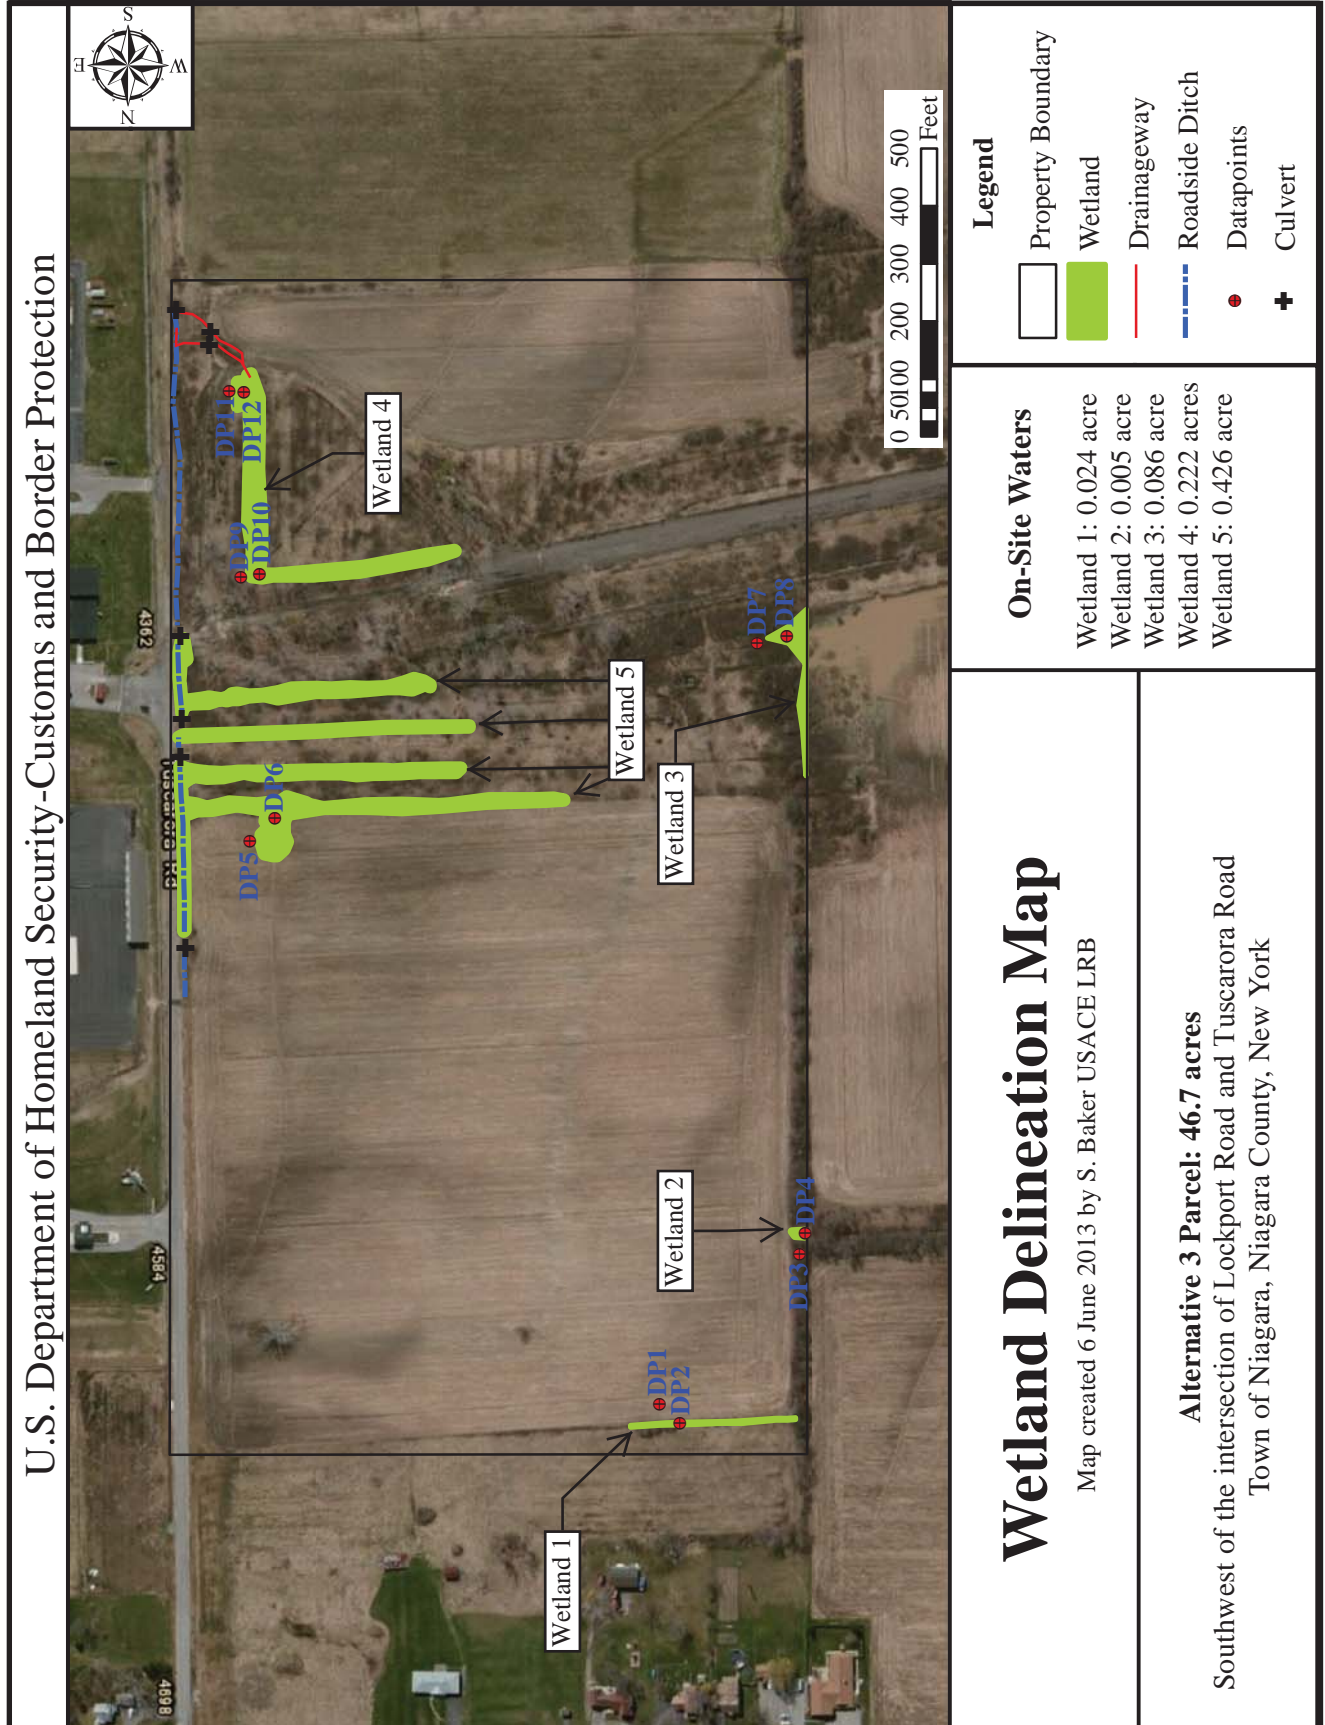 U.S. Department of Homeland Security-Customs and Border Protection
N
E
S
W
4698
4584
Tuscarora Rd
4362
Wetland 1
DP1
DP2
Wetland 2
DP3
DP4
DP5
DP6
Wetland 3
Wetland 5
DP7
DP8
DP9
DP10
Wetland 4
DP11
DP12
0 50 100 200 300 400 500
Feet
Wetland Delineation Map
Map created 6 June 2013 by S. Baker USACE LRB
Alternative 3 Parcel: 46.7 acres
Southwest of the intersection of Lockport Road and Tuscarora Road
Town of Niagara, Niagara County, New York
On-Site Waters
Wetland 1: 0.024 acre
Wetland 2: 0.005 acre
Wetland 3: 0.086 acre
Wetland 4: 0.222 acres
Wetland 5: 0.426 acre
Legend
Property Boundary
Wetland
Drainageway
Roadside Ditch
Datapoints
Culvert